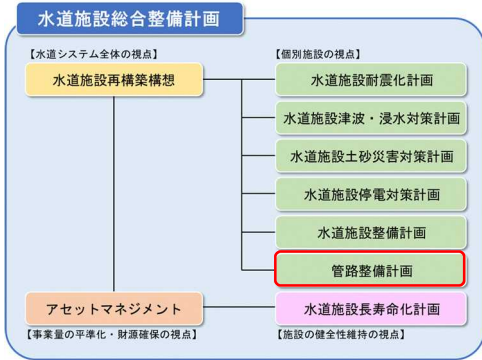 水道施設総合整備計画
【水道システム全体の視点】
【個別施設の視点】
水道施設再構築構想
水道施設耐震化計画
水道施設津波・浸水対策計画
水道施設土砂災害対策計画
水道施設停電対策計画
水道施設整備計画
管路整備計画
アセットマネジメント
水道施設長寿命化計画
【事業量の平準化・財源確保の視点】
【施設の健全性維持の視点】